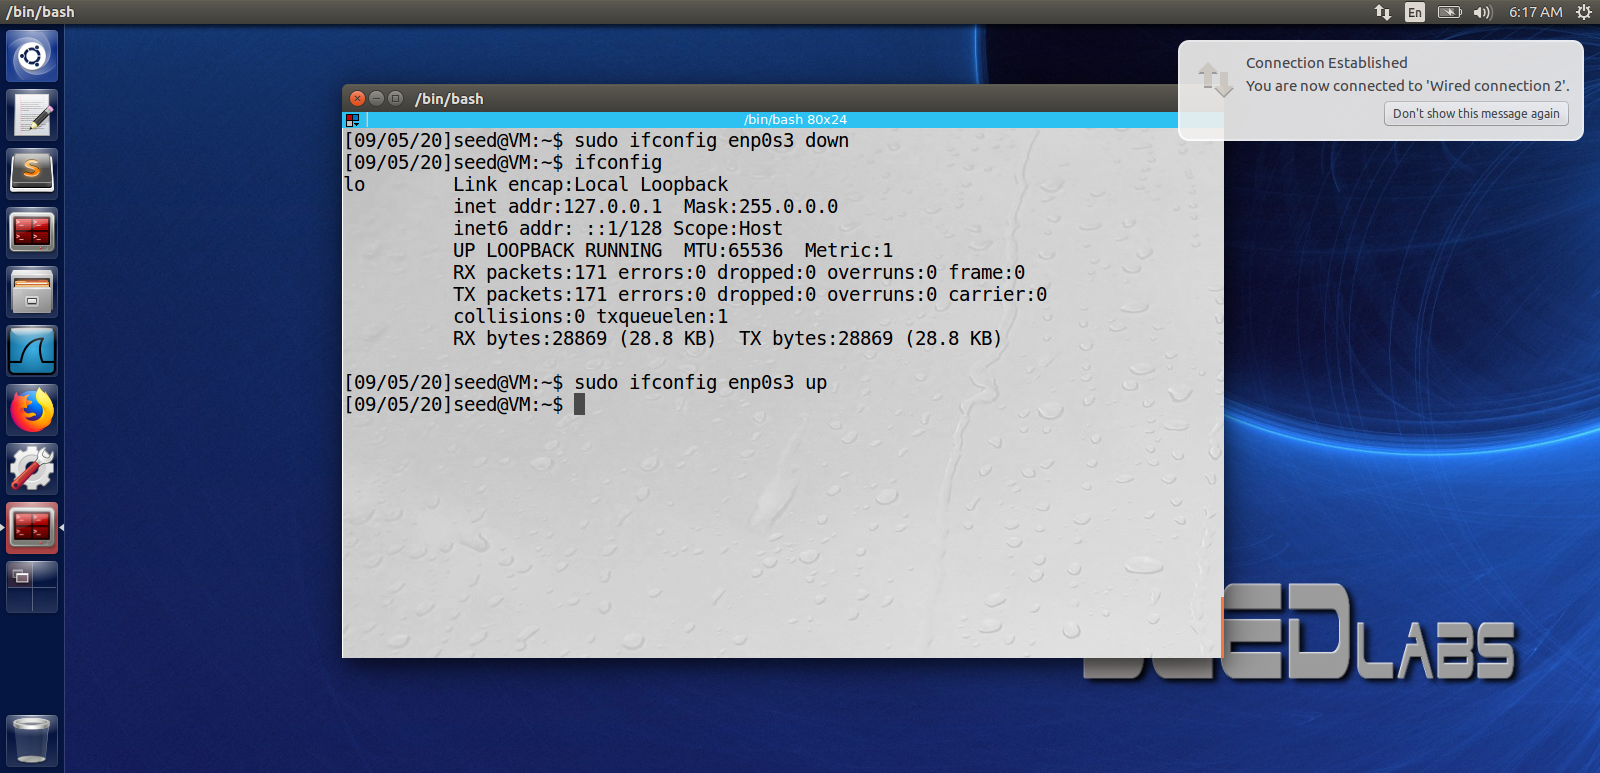 /bin/bash
En
6:17 AM
Connection Established
You are now connected to 'Wired connection 2'.
Don't show this message again
/bin/bash
/bin/bash 80x24
[09/05/20]seed@VM:~$ sudo ifconfig enp0s3 down
[09/05/20]seed@VM:~$ ifconfig
lo        Link encap:Local Loopback
          inet addr:127.0.0.1  Mask:255.0.0.0
          inet6 addr: ::1/128 Scope:Host
          UP LOOPBACK RUNNING  MTU:65536  Metric:1
          RX packets:171 errors:0 dropped:0 overruns:0 frame:0
          TX packets:171 errors:0 dropped:0 overruns:0 carrier:0
          collisions:0 txqueuelen:1
          RX bytes:28869 (28.8 KB)  TX bytes:28869 (28.8 KB)
[09/05/20]seed@VM:~$ sudo ifconfig enp0s3 up
[09/05/20]seed@VM:~$
SEEDLABS